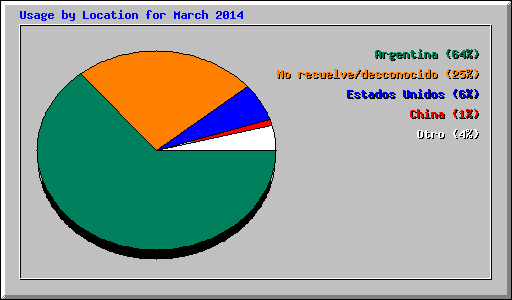 Usage by Location for March 2014
Argentina (64%)
No resuelve/desconocido (25%)
Estados Unidos (6%)
China (1%)
Otro (4%)